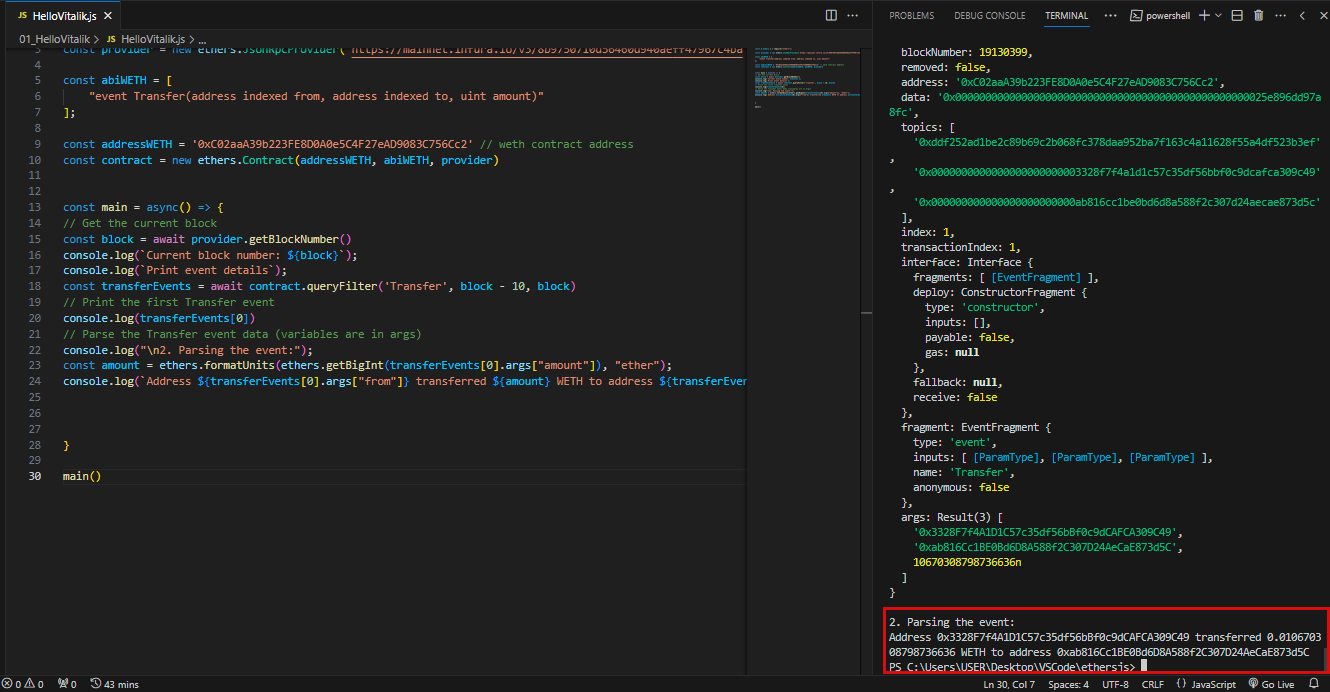 JS HelloVitalik.js
PROBLEMS DEBUG CONSOLE TERMINAL powershell
01_HelloVitalik > JS HelloVitalik.js > ...
3 const provider = new ethers.JsonRpcProvider(
4
5 const abiWETH = [
6 "event Transfer(address indexed from, address indexed to, uint amount)"
7 ];
8
9 const addressWETH = '0xC02aaA39b223FE8D0A0e5C4F27eAD9083C756Cc2' // weth contract address
10 const contract = new ethers.Contract(addressWETH, abiWETH, provider)
11
12
13 const main = async() => {
14 // Get the current block
15 const block = await provider.getBlockNumber()
16 console.log(`Current block number: ${block}`);
17 console.log(`Print event details`);
18 const transferEvents = await contract.queryFilter('Transfer', block - 10, block)
19 // Print the first Transfer event
20 console.log(transferEvents[0])
21 // Parse the Transfer event data (variables are in args)
22 console.log("\n2. Parsing the event:");
23 const amount = ethers.formatUnits(ethers.getBigInt(transferEvents[0].args["amount"]), "ether");
24 console.log(`Address ${transferEvents[0].args["from"]} transferred ${amount} WETH to address ${transferEven
25
26
27
28 }
29
30 main()
blockNumber: 19130399,
removed: false,
address: '0xC02aaA39b223FE8D0A0e5C4F27eAD9083C756Cc2',
8fc',
topics: [
'0xddf252ad1be2c89b69c2b068fc378daa952ba7f163c4a11628f55a4df523b3ef'
,
'0x0000000000000000000000003328f7f4a1d1c57c35df56bbf0c9dcafca309c49'
,
'0x000000000000000000000000ab816cc1be0bd6d8a588f2c307d24aecae873d5c'
],
index: 1,
transactionIndex: 1,
interface: Interface {
fragments: [ [EventFragment] ],
deploy: ConstructorFragment {
type: 'constructor',
inputs: [],
payable: false,
gas: null
},
fallback: null,
receive: false
},
fragment: EventFragment {
type: 'event',
inputs: [ [ParamType], [ParamType], [ParamType] ],
name: 'Transfer',
anonymous: false
},
args: Result(3) [
'0x3328F7f4A1D1C57c35df56bBf0c9dCAFCA309C49',
'0xab816Cc1BE0Bd6D8A588f2C307D24AeCaE873d5C',
10670308798736636n
]
}
2. Parsing the event:
Address 0x3328F7f4A1D1C57c35df56bBf0c9dCAFCA309C49 transferred 0.0106703
08798736636 WETH to address 0xab816Cc1BE0Bd6D8A588f2C307D24AeCaE873d5C
PS C:\Users\USER\Desktop\VSCode\ethersjs>
0 0 0 43 mins Ln 30, Col 7 Spaces: 4 UTF-8 CRLF {} JavaScript Go Live